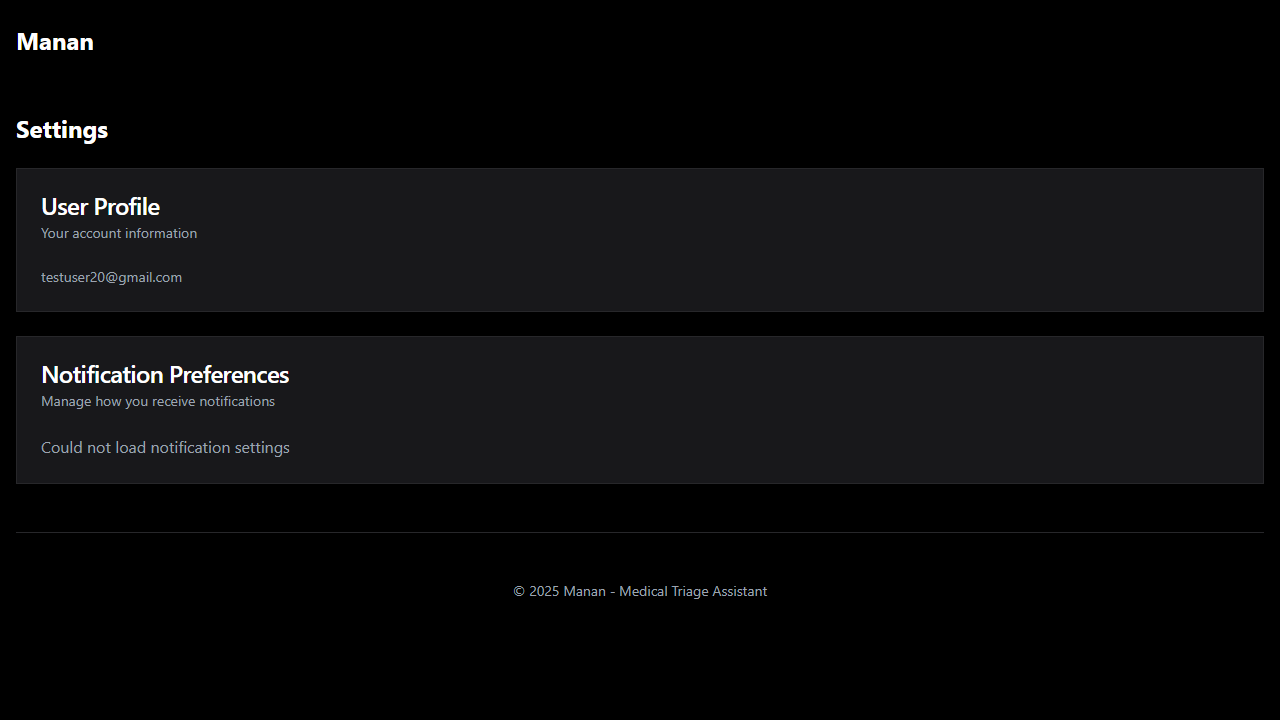 Manan
Settings
User Profile
Your account information
testuser20@gmail.com
Notification Preferences
Manage how you receive notifications
Could not load notification settings
© 2025 Manan - Medical Triage Assistant